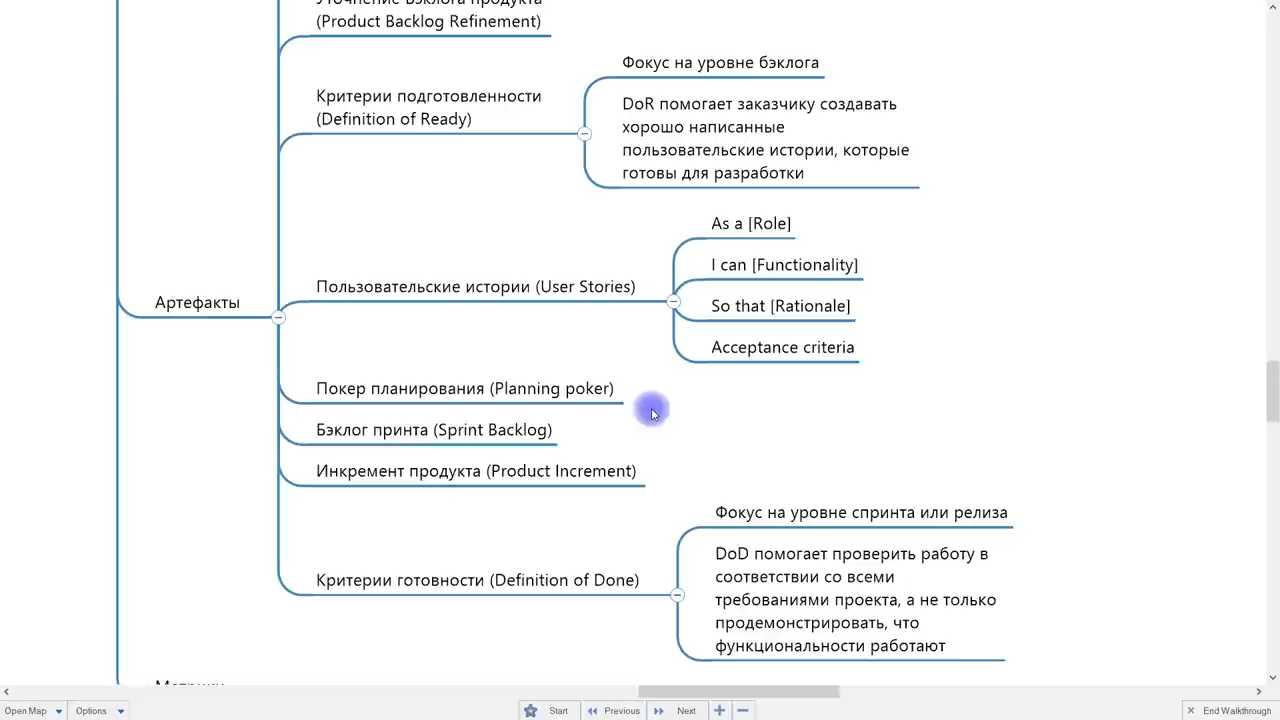 Уточнение Бэклога продукта
(Product Backlog Refinement)
Критерии подготовленности
(Definition of Ready)
Фокус на уровне бэклога
DoR помогает заказчику создавать
хорошо написанные
пользовательские истории, которые
готовы для разработки
Артефакты
Пользовательские истории (User Stories)
As a [Role]
I can [Functionality]
So that [Rationale]
Acceptance criteria
Покер планирования (Planning poker)
Бэклог принта (Sprint Backlog)
Инкремент продукта (Product Increment)
Критерии готовности (Definition of Done)
Фокус на уровне спринта или релиза
DoD помогает проверить работу в
соответствии со всеми
требованиями проекта, а не только
продемонстрировать, что
функциональности работают
Метрики
Open Map
Options
Start
Previous
Next
End Walkthrough